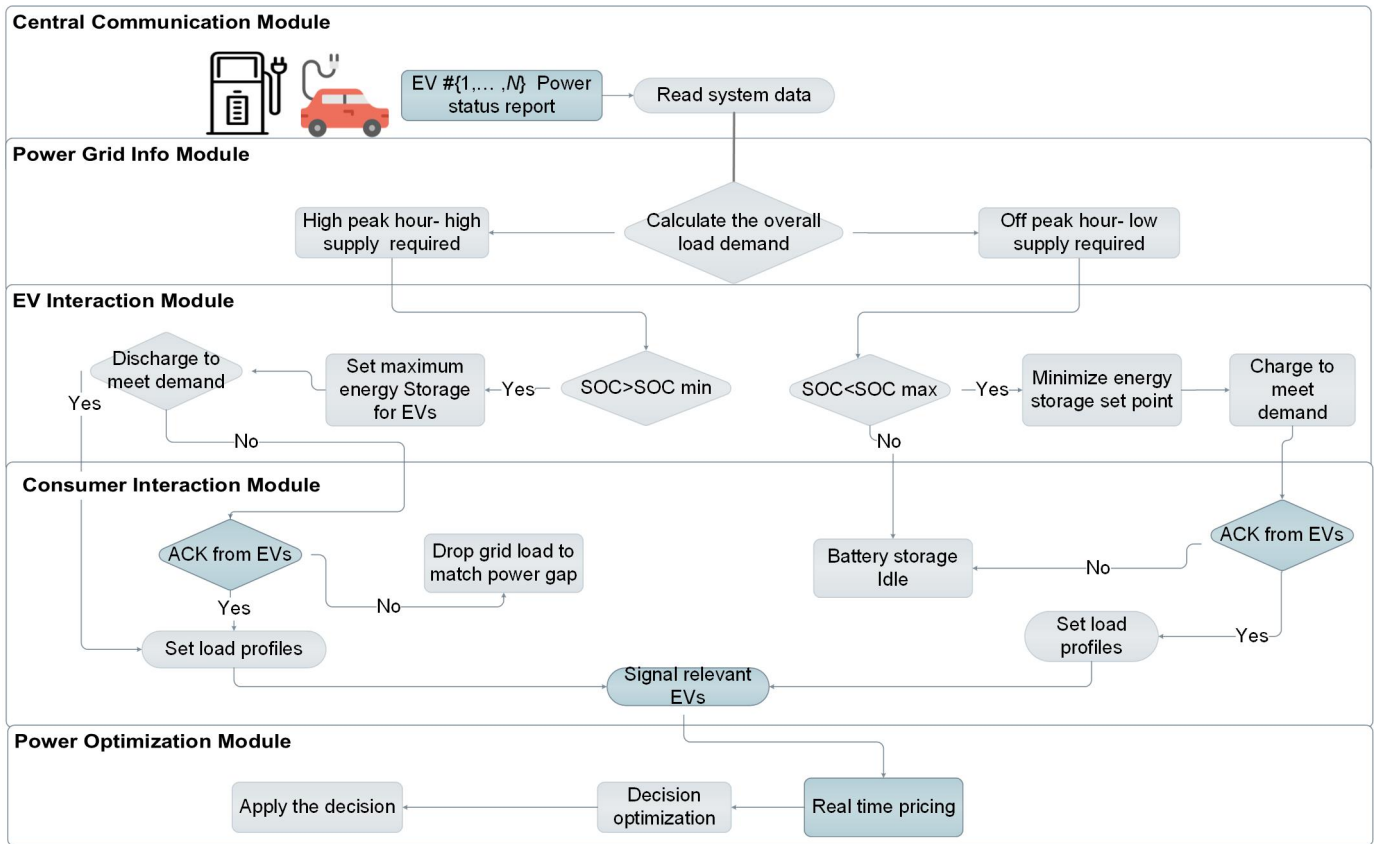 Central Communication Module
EV #{1,... ,N} Power
status report
Read system data
Power Grid Info Module
High peak hour- high
supply required
Calculate the overall
load demand
Off peak hour- low
supply required
EV Interaction Module
Discharge to
meet demand
Set maximum
energy Storage
for EVs
Yes
SOC>SOC min
SOC<SOC max
Yes
Minimize energy
storage set point
Charge to
meet
demand
Yes
No
No
Consumer Interaction Module
ACK from EVs
Drop grid load to
match power gap
Battery storage
Idle
No
ACK from EVs
Yes
No
Set load profiles
Set load
profiles
Yes
Signal relevant
EVs
Power Optimization Module
Apply the decision
Decision
optimization
Real time pricing